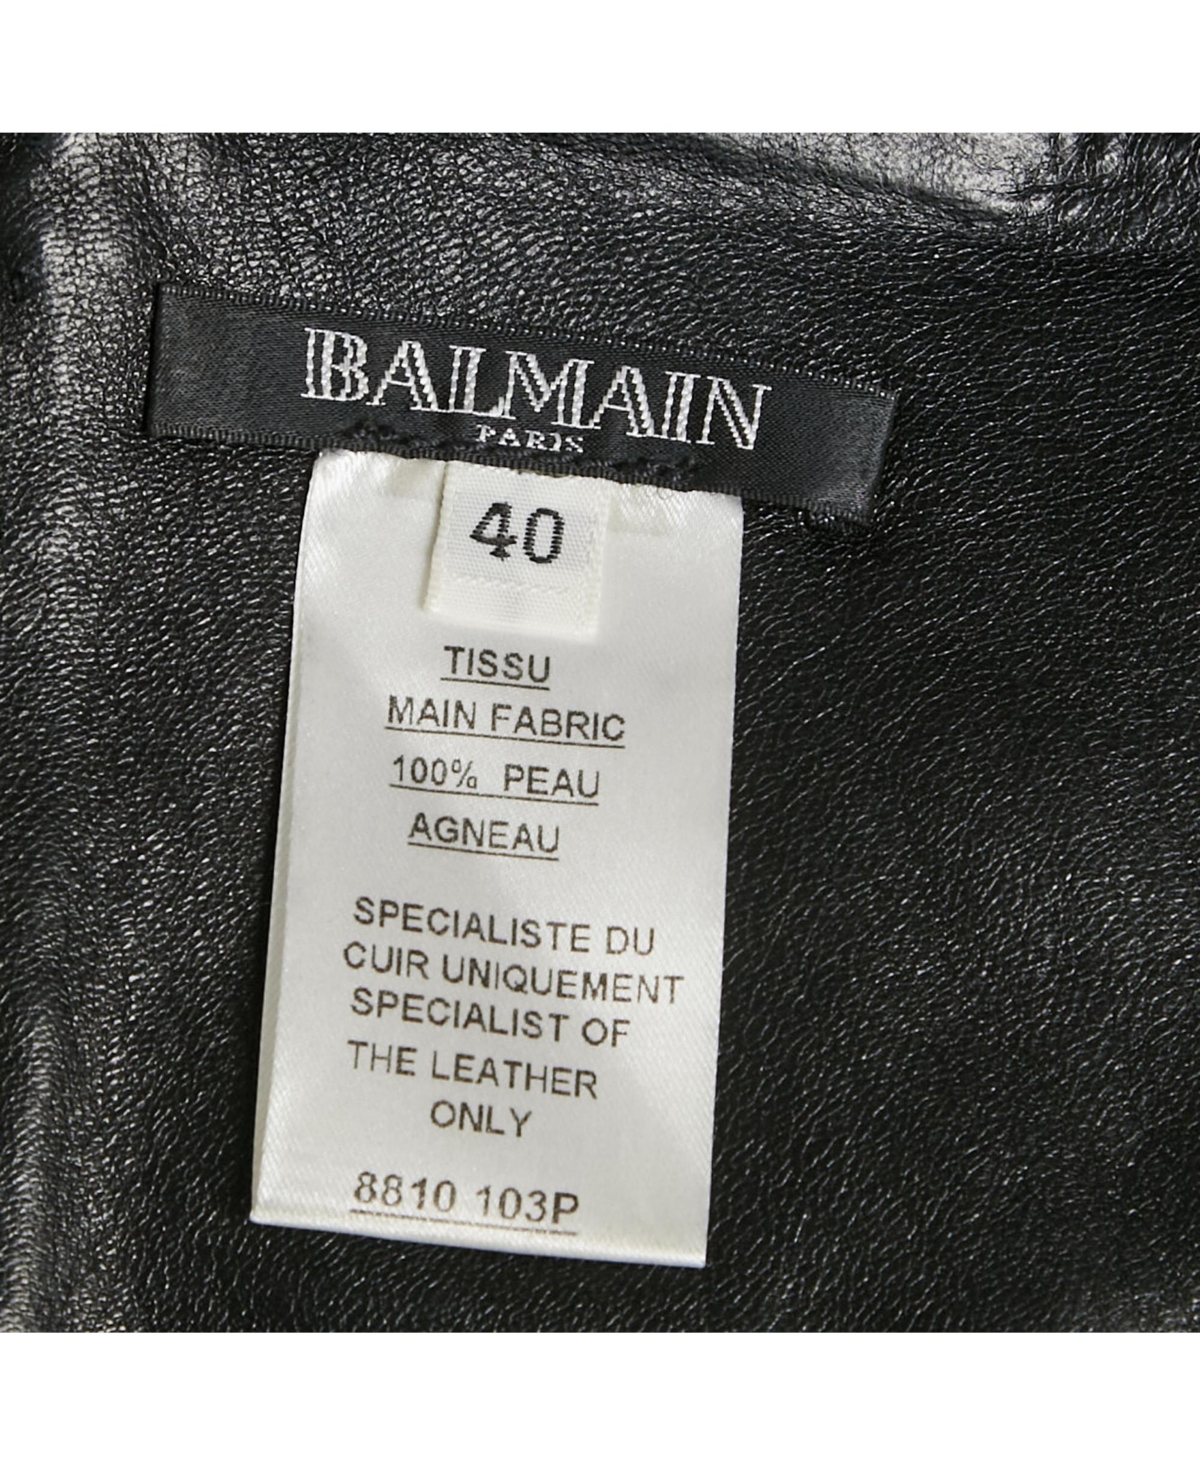 BALMAIN
PARIS
40
TISSU
MAIN FABRIC
100% PEAU
AGNEAU
SPECIALISTE DU
CUIR UNIQUEMENT
SPECIALIST OF
THE LEATHER
ONLY
8810 103P